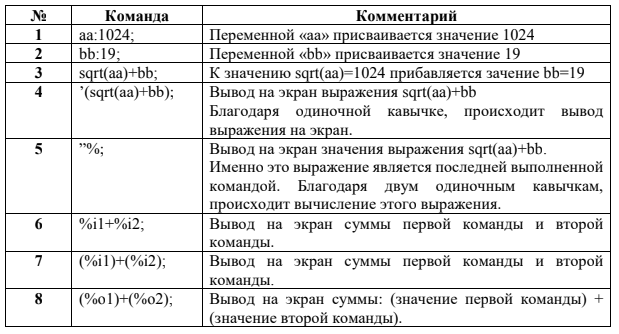 № Команда Комментарий
1 aa:1024; Переменной «aa» присваивается значение 1024
2 bb:19; Переменной «bb» присваивается значение 19
3 sqrt(aa)+bb; К значению sqrt(aa)=1024 прибавляется зачение bb=19
4 ’(sqrt(aa)+bb); Вывод на экран выражения sqrt(aa)+bb
Благодаря одиночной кавычке, происходит вывод
выражения на экран.
5 ”%; Вывод на экран значения выражения sqrt(aa)+bb.
Именно это выражение является последней выполненной
командой. Благодаря двум одиночным кавычкам,
происходит вычисление этого выражения.
6 %i1+%i2; Вывод на экран суммы первой команды и второй
команды.
7 (%i1)+(%i2); Вывод на экран суммы первой команды и второй
команды.
8 (%o1)+(%o2); Вывод на экран суммы: (значение первой команды) +
(значение второй команды).